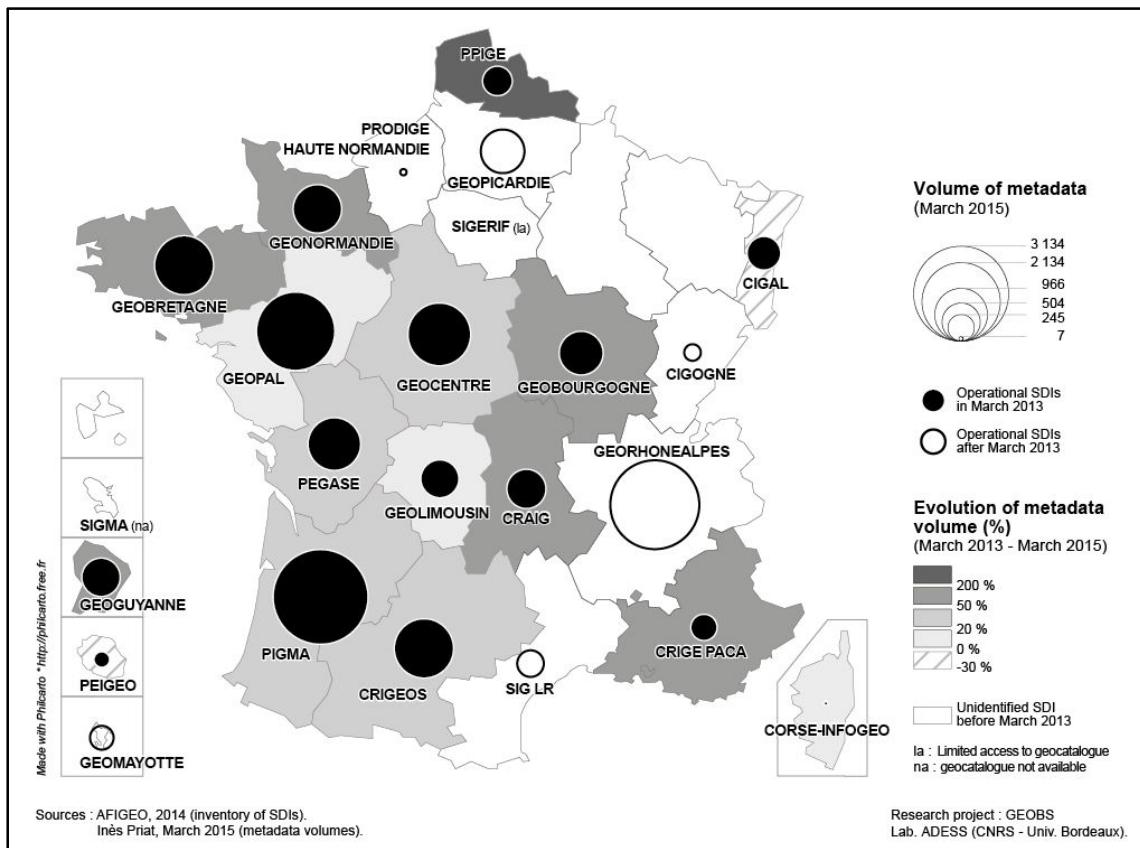 PPIGE
PRODIGE
HAUTE NORMANDIE
GEOPICARDIE
SIGERIF (la)
GEONORMANDIE
CIGAL
GEOBRETAGNE
GEOPAL
GEOCENTRE
GEOBOURGOGNE
CIGOGNE
GEORHONEALPES
PEGASE
GEOLIMOUSIN
CRAIG
SIGMA (na)
GEOGUYANNE
PIGMA
CRIGEOS
SIG LR
CRIGE PACA
PEIGEO
CORSE-INFOGEO
GEOMAYOTTE
Made with Philcarto * http://philcarto.free.fr
Volume of metadata
(March 2015)
3 134
2 134
966
504
245
7
Operational SDIs
in March 2013
Operational SDIs
after March 2013
Evolution of metadata
volume (%)
(March 2013 - March 2015)
200 %
50 %
20 %
0 %
-30 %
Unidentified SDI
before March 2013
la : Limited access to geocatalogue
na : geocatalogue not available
Sources : AFIGEO, 2014 (inventory of SDIs).
Inès Priat, March 2015 (metadata volumes).
Research project : GEOBS
Lab. ADESS (CNRS - Univ. Bordeaux).